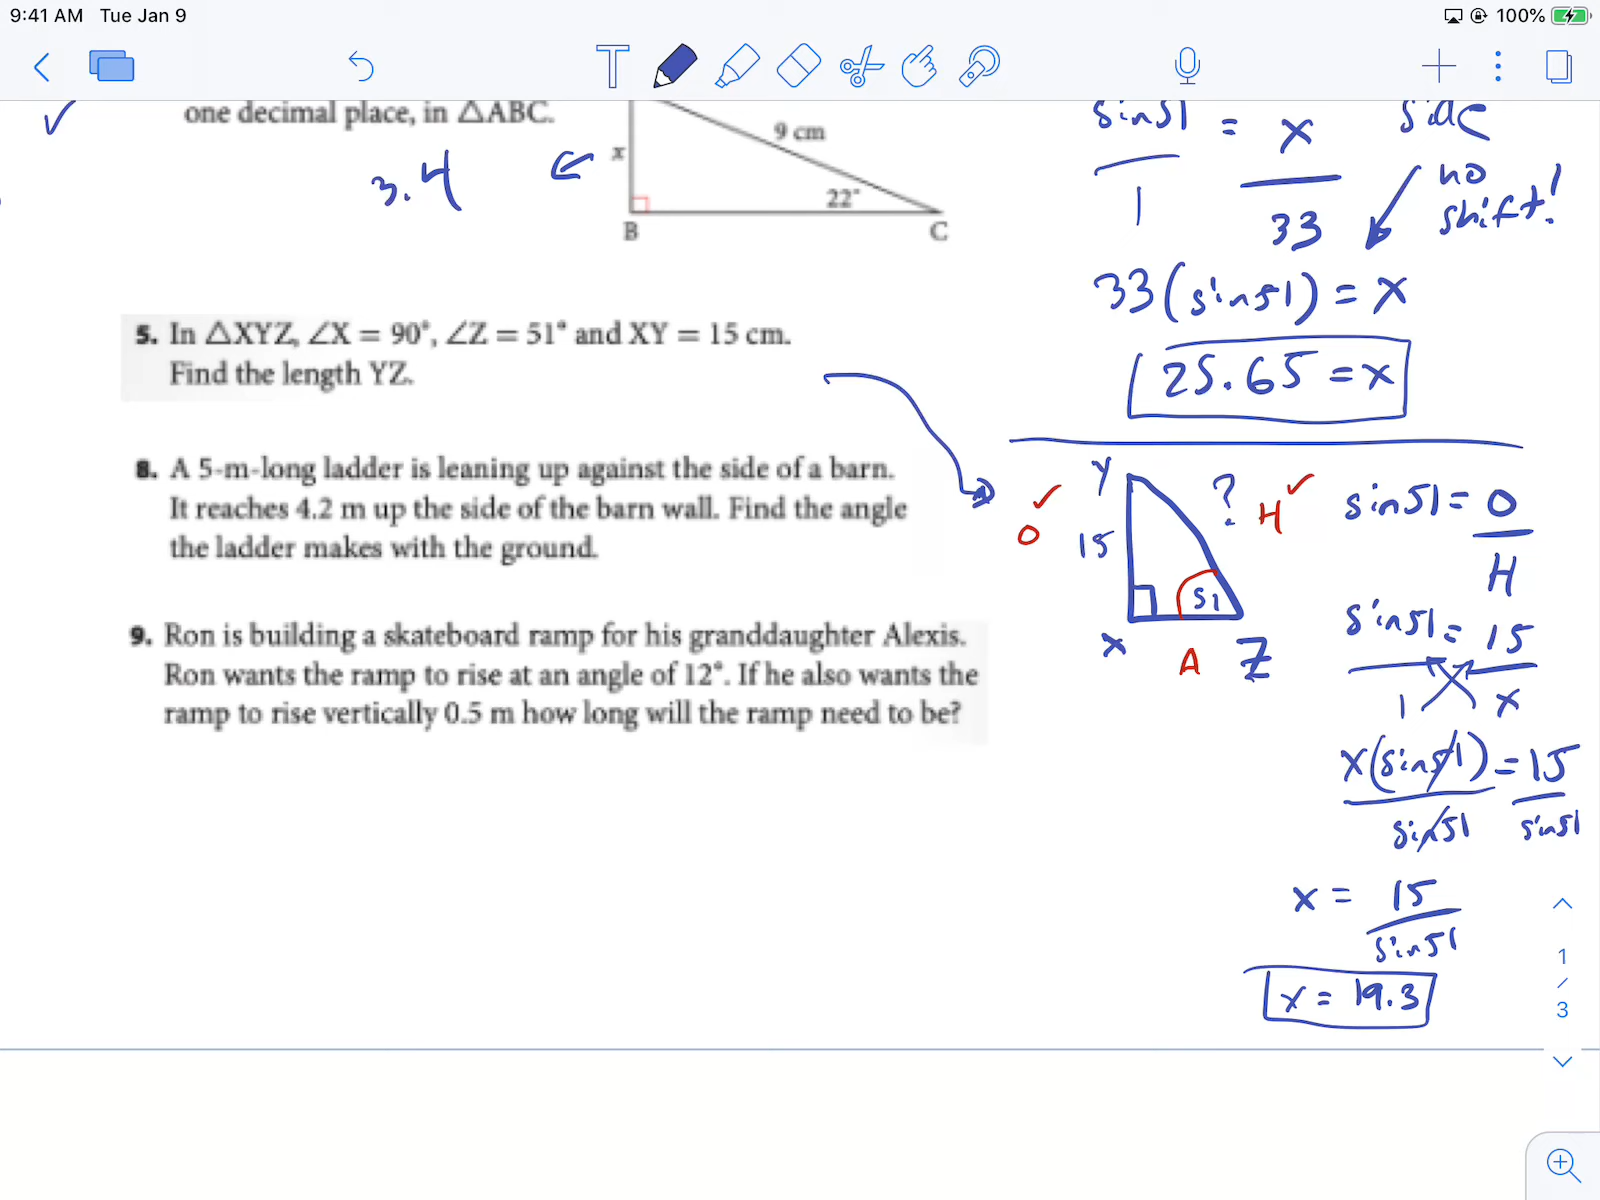 9:41 AM Tue Jan 9
100%
one decimal place, in △ABC.
3.4
x
9 cm
22°
B
C
sin51 = x
1
33
side
no
shift!
33(sin51) = x
25.65 = x
5. In △XYZ, ∠X = 90°, ∠Z = 51° and XY = 15 cm.
Find the length YZ.
8. A 5-m-long ladder is leaning up against the side of a barn.
It reaches 4.2 m up the side of the barn wall. Find the angle
the ladder makes with the ground.
9. Ron is building a skateboard ramp for his granddaughter Alexis.
Ron wants the ramp to rise at an angle of 12°. If he also wants the
ramp to rise vertically 0.5 m how long will the ramp need to be?
Y
?
H
O
15
51
X
A
Z
sin51 = O
H
sin51 = 15
1
x
x(sin51) = 15
sin51
sin51
x = 15
sin51
x = 19.3
1
/
3